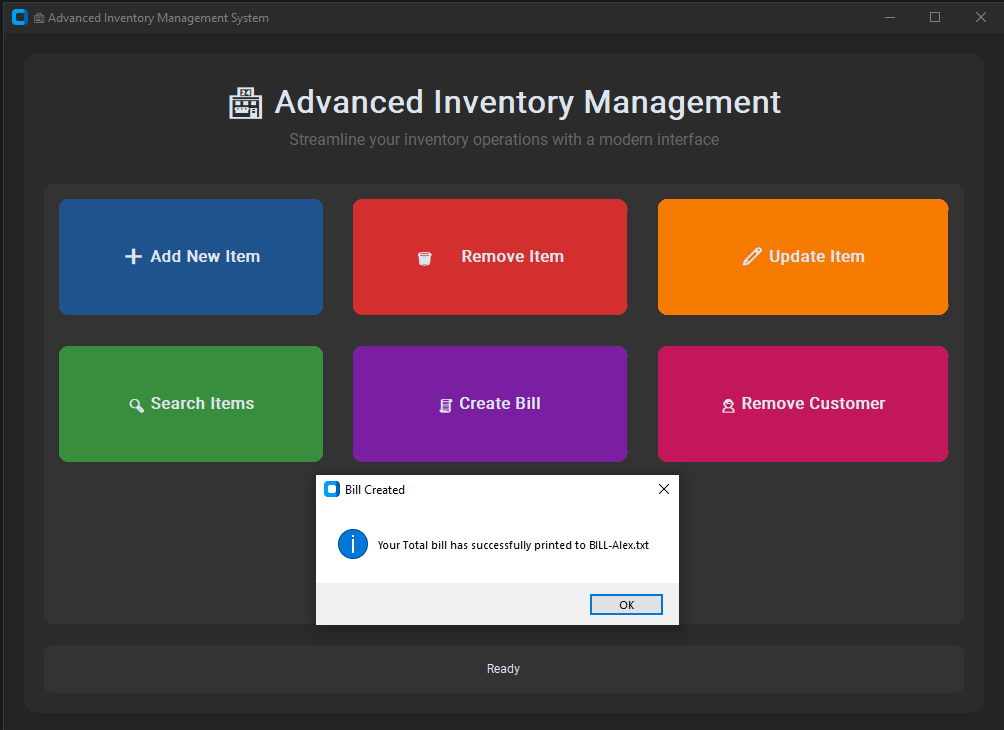 Advanced Inventory Management System
24
Advanced Inventory Management
Streamline your inventory operations with a modern interface
Add New Item
Remove Item
Update Item
Search Items
Create Bill
Remove Customer
Bill Created
Your Total bill has successfully printed to BILL-Alex.txt
OK
Ready